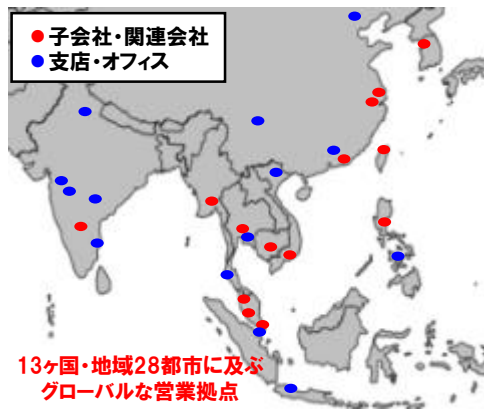 ●子会社・関連会社
●支店・オフィス
13ヶ国・地域28都市に及ぶ
グローバルな営業拠点